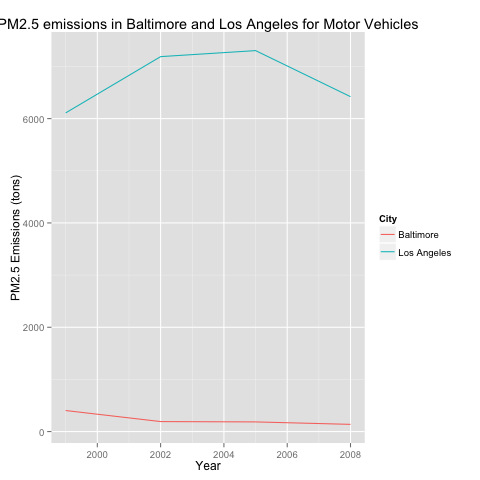 PM2.5 emissions in Baltimore and Los Angeles for Motor Vehicles
6000
4000
2000
0
PM2.5 Emissions (tons)
2000
2002
2004
2006
2008
Year
City
Baltimore
Los Angeles